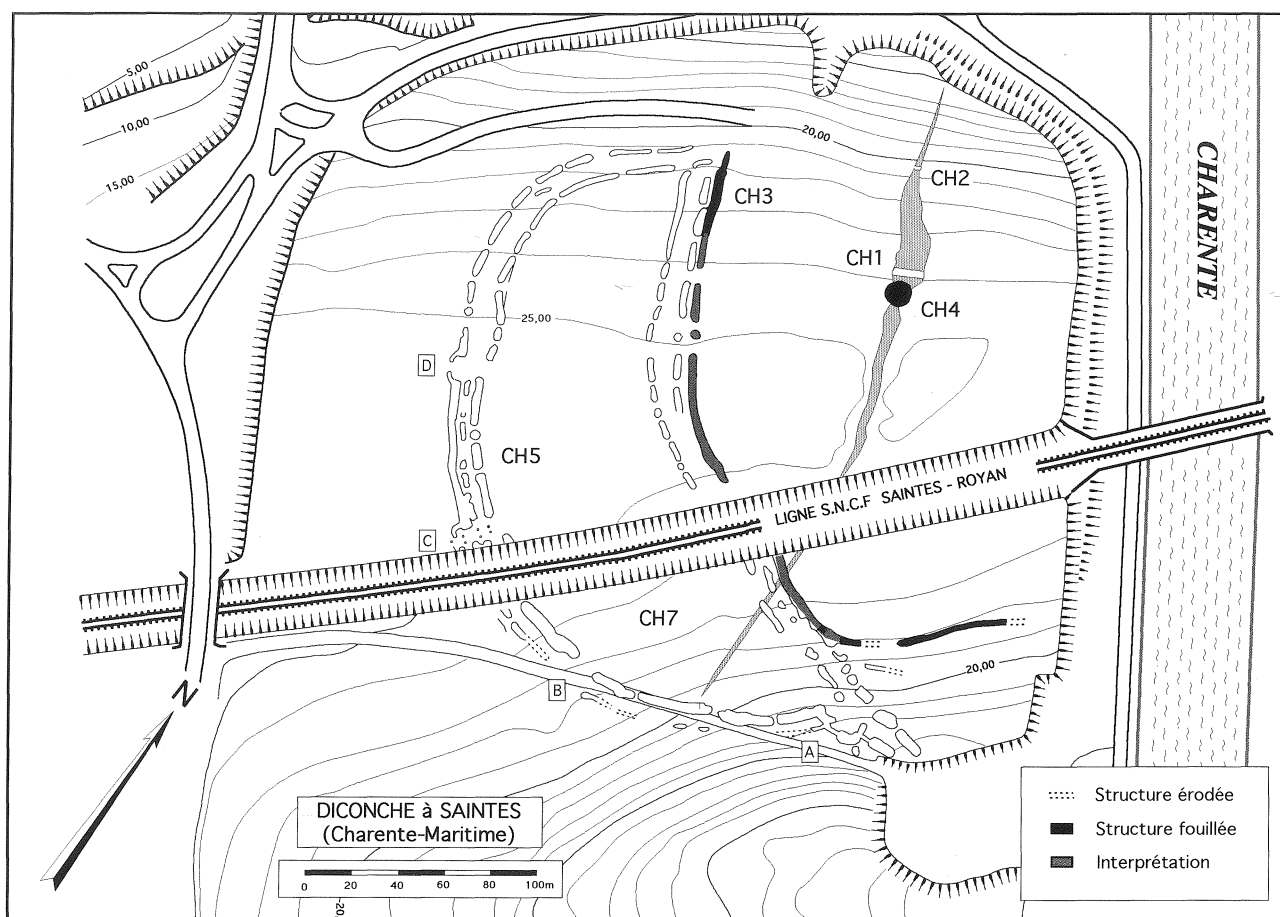 5,00
10,00
15,00
20,00
CHARENTE
CH2
CH3
CH1
CH4
25,00
D
CH5
C
LIGNE S.N.C.F SAINTES - ROYAN
CH7
20,00
N
B
A
DICONCHE à SAINTES
(Charente-Maritime)
0 20 40 60 80 100m
Structure érodée
Structure fouillée
Interprétation
-20,